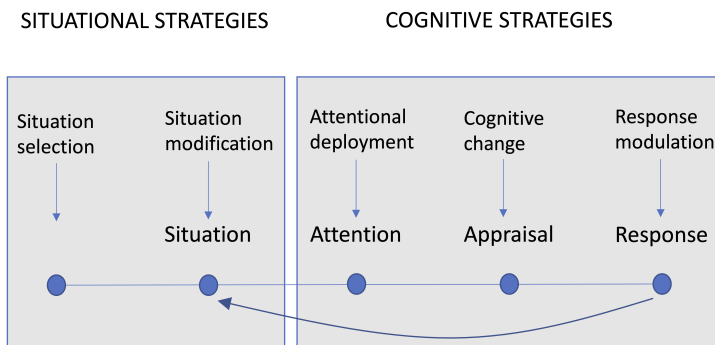 SITUATIONAL STRATEGIES
COGNITIVE STRATEGIES
Situation
selection
Situation
modification
Attentional
deployment
Cognitive
change
Response
modulation
Situation
Attention
Appraisal
Response